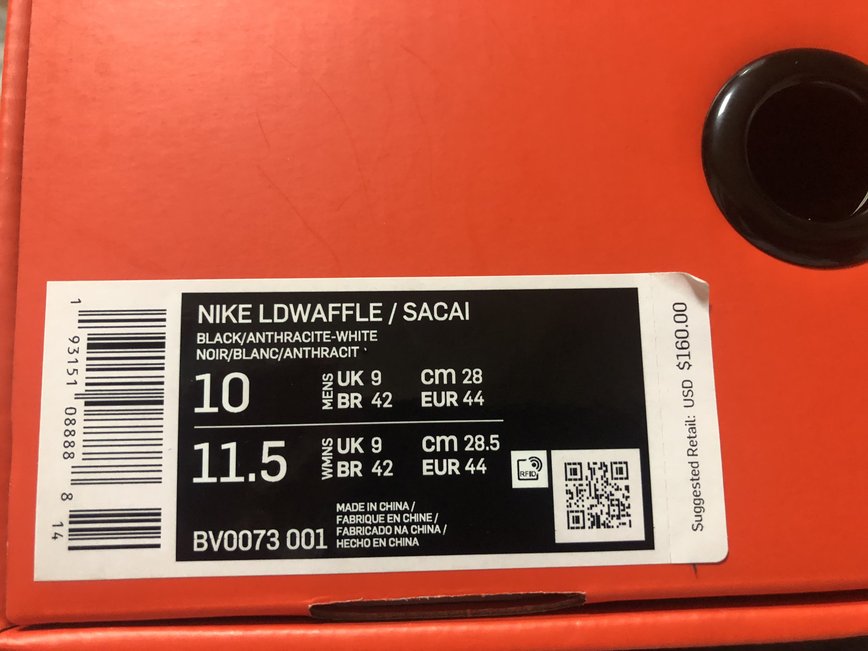 NIKE LDWAFFLE / SACAI
BLACK/ANTHRACITE-WHITE
NOIR/BLANC/ANTHRACIT
10 MENS UK 9 cm 28
BR 42 EUR 44
11.5 WMNS UK 9 cm 28.5
BR 42 EUR 44
RFID
BV0073 001
MADE IN CHINA /
FABRIQUE EN CHINE /
FABRICADO NA CHINA /
HECHO EN CHINA
1 93151 08888 8 14
Suggested Retail: USD $160.00